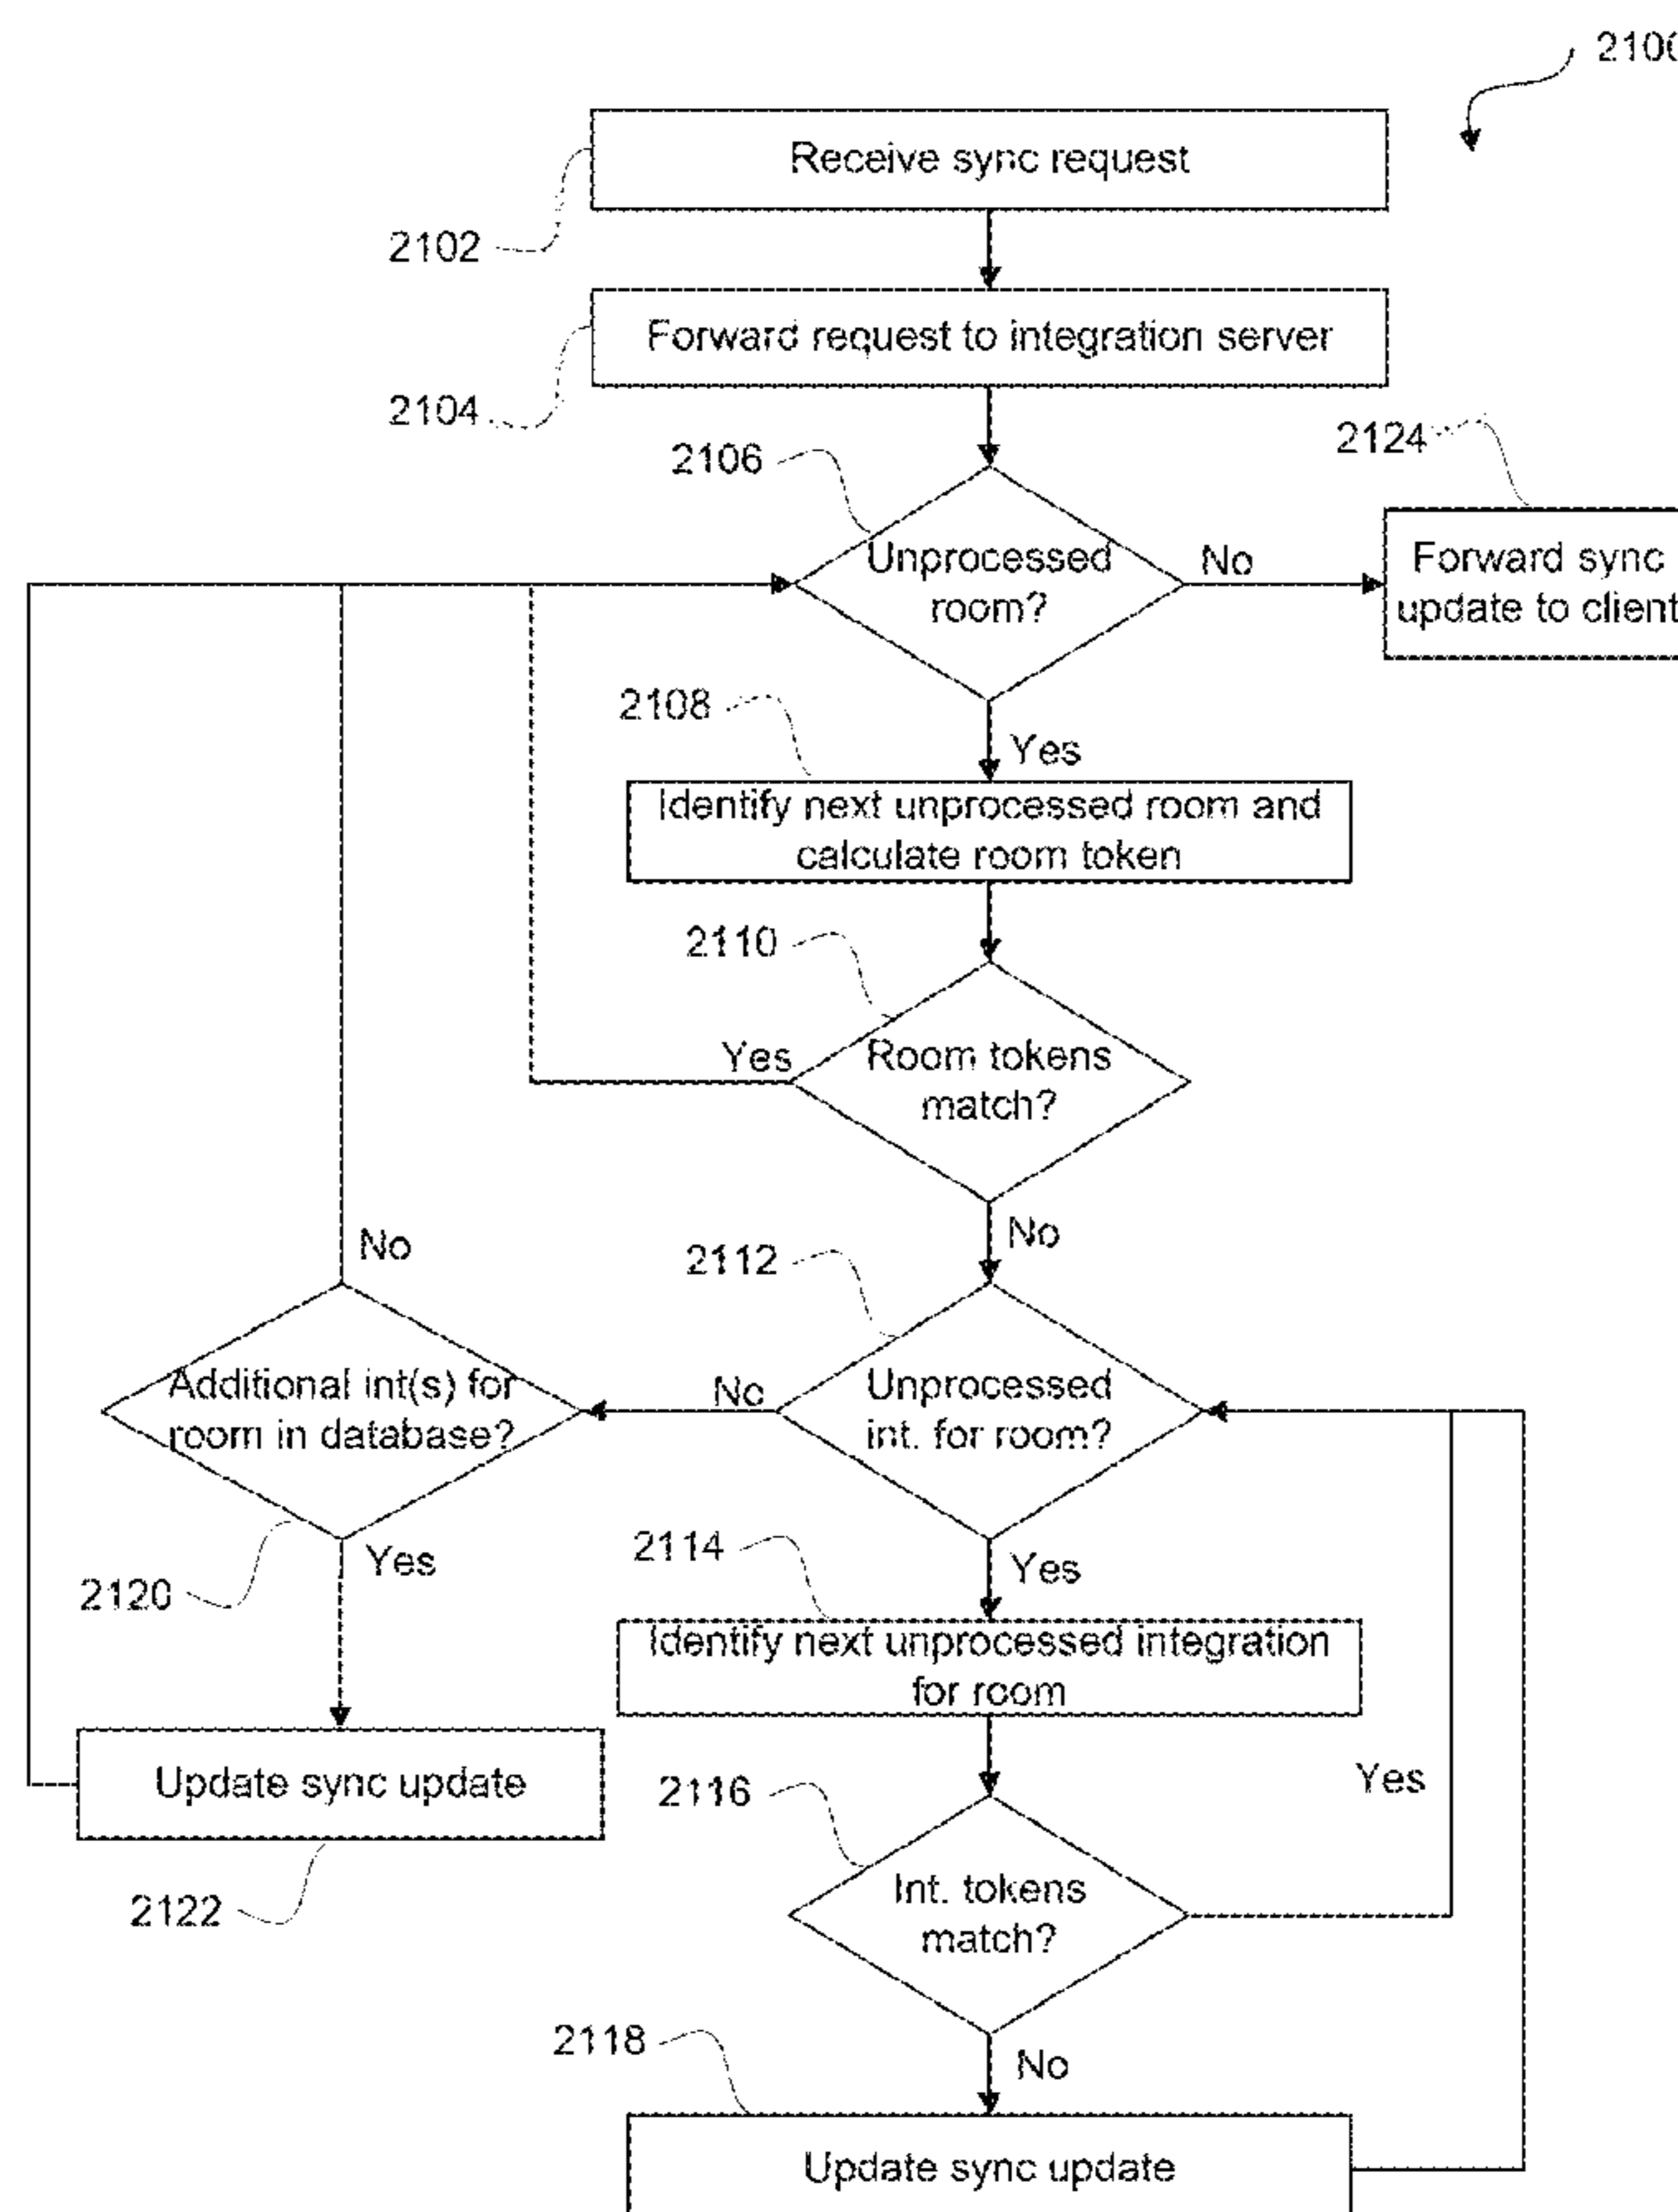 210
Receive sync request
2102
Forward request to integration server
2104
2106
2124
Unprocessed
room?
No
Forward sync
update to client
2108
Yes
Identify next unprocessed room and
calculate room token
2110
Yes
Room tokens
match?
No
No
2112
Additional int(s) for
room in database?
No
Unprocessed
int. for room?
2120
Yes
2114
Yes
Identify next unprocessed integration
for room
Update sync update
2122
2116
Yes
Int. tokens
match?
2118
No
Update sync update